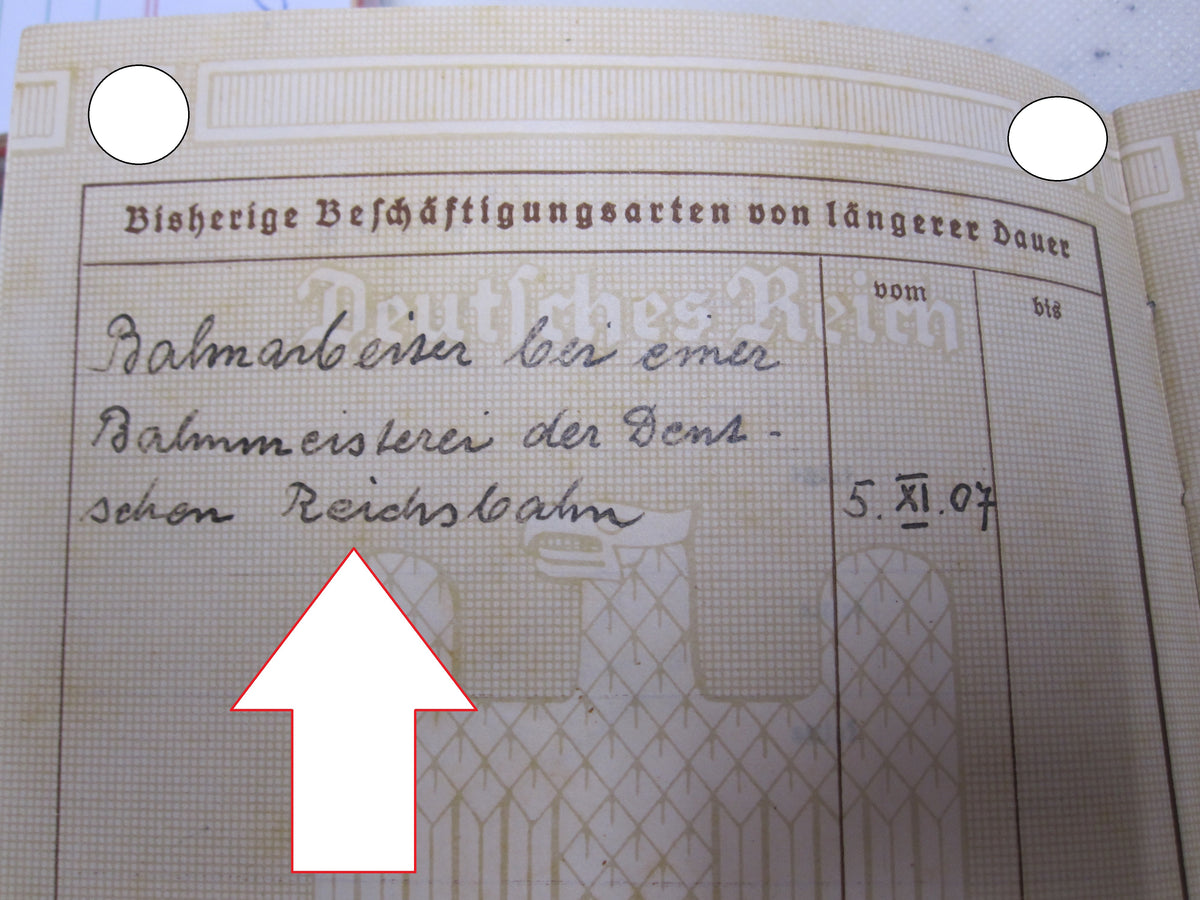 Bisherige Beschäftigungsarten von längerer Dauer
Deutsches Reich
vom
bis
Bahnarbeiter bei einer
Bahnmeisterei der Deut-
schen Reichsbahn
5. XI. 07